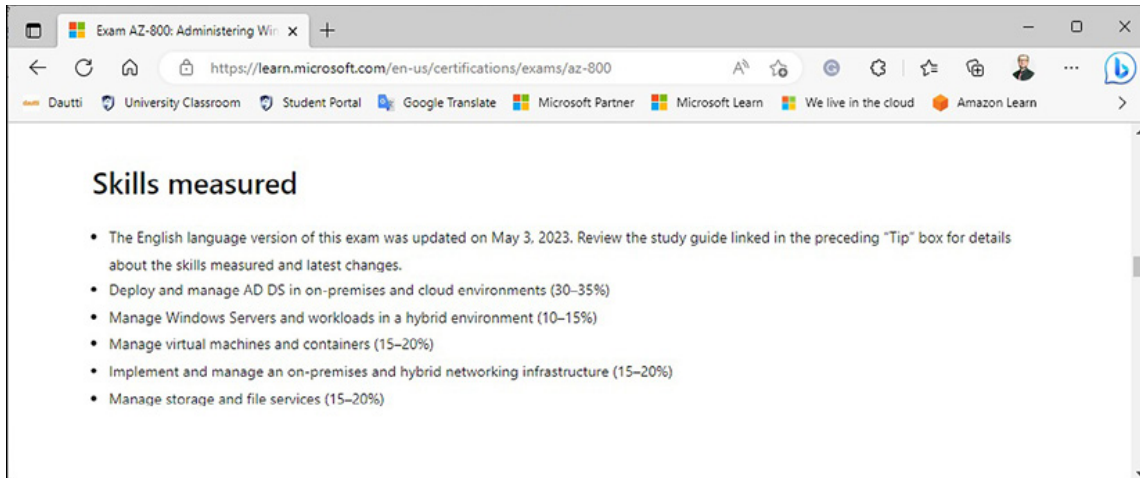 Exam AZ-800: Administering Win
https://learn.microsoft.com/en-us/certifications/exams/az-800
Dautti University Classroom Student Portal Google Translate Microsoft Partner Microsoft Learn We live in the cloud Amazon Learn
Skills measured
• The English language version of this exam was updated on May 3, 2023. Review the study guide linked in the preceding "Tip" box for details
about the skills measured and latest changes.
• Deploy and manage AD DS in on-premises and cloud environments (30–35%)
• Manage Windows Servers and workloads in a hybrid environment (10–15%)
• Manage virtual machines and containers (15–20%)
• Implement and manage an on-premises and hybrid networking infrastructure (15–20%)
• Manage storage and file services (15–20%)